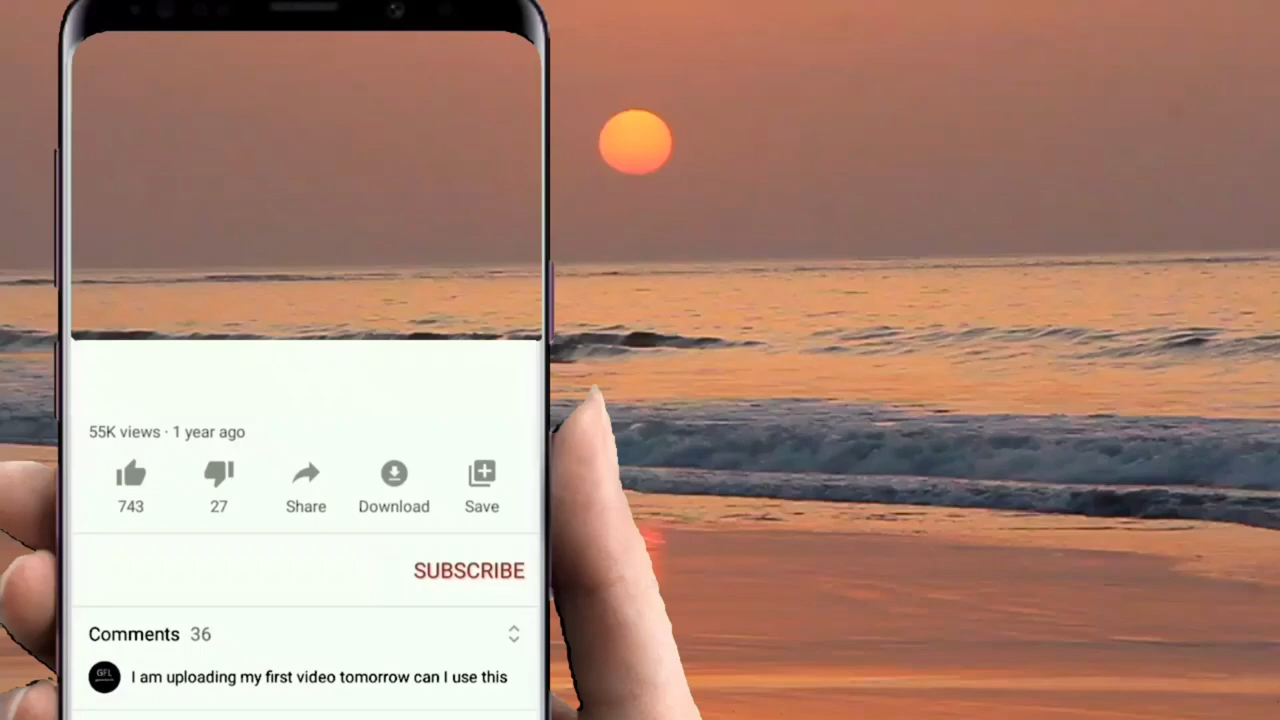 55K views · 1 year ago
743
27
Share
Download
Save
SUBSCRIBE
Comments 36
GFL
I am uploading my first video tomorrow can I use this